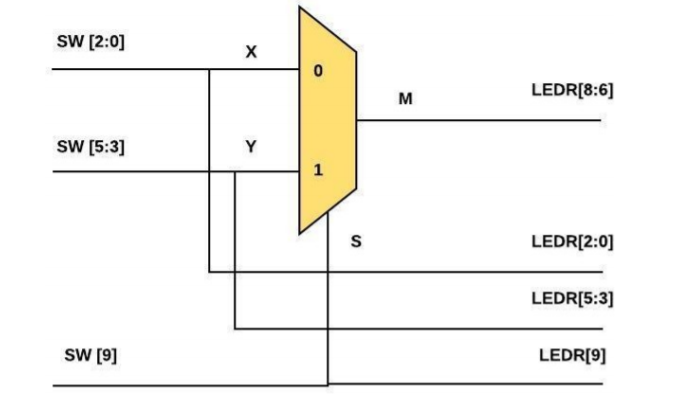 SW [2:0]
X
0
M
LEDR[8:6]
SW [5:3]
Y
1
S
LEDR[2:0]
LEDR[5:3]
SW [9]
LEDR[9]